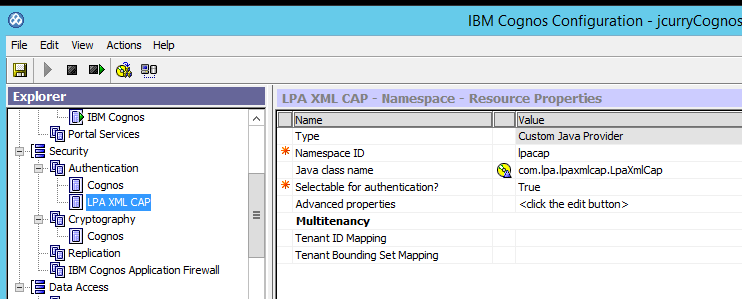 IBM Cognos Configuration - jcurryCognos
File Edit View Actions Help
Explorer
IBM Cognos
Portal Services
Security
Authentication
Cognos
LPA XML CAP
Cryptography
Cognos
Replication
IBM Cognos Application Firewall
Data Access
LPA XML CAP - Namespace - Resource Properties
Name Value
Type Custom Java Provider
* Namespace ID lpacap
Java class name com.lpa.lpaxmlcap.LpaXmlCap
* Selectable for authentication? True
Advanced properties <click the edit button>
Multitenancy
Tenant ID Mapping
Tenant Bounding Set Mapping